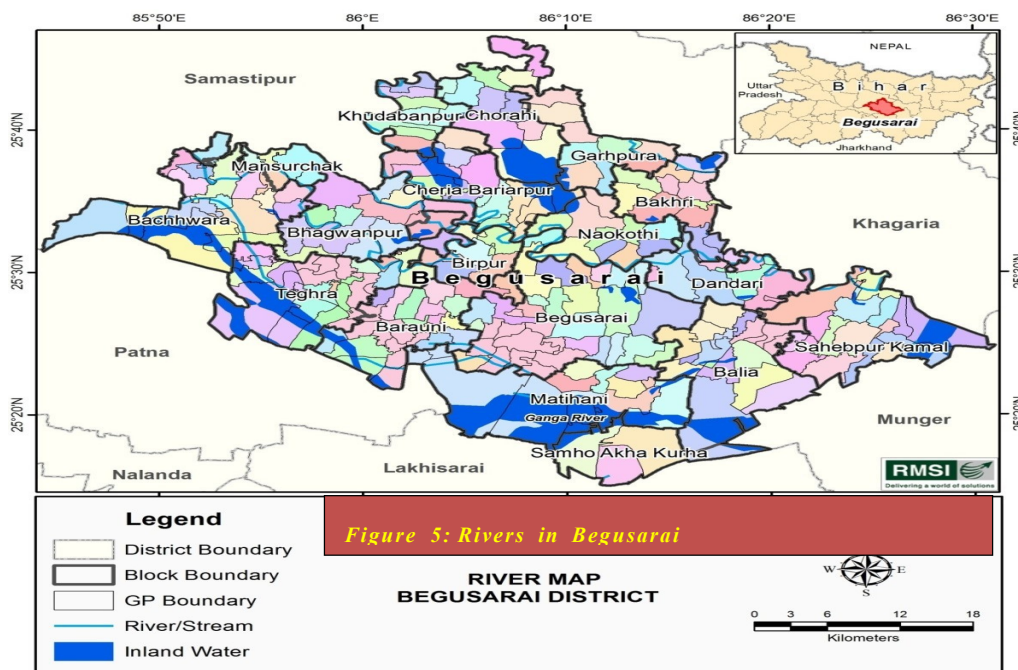 85°50'E 86°E 86°10'E 86°20'E 86°30'E
NEPAL
Uttar Pradesh
Bihar
Begusarai
Jharkhand
Samastipur
25°40'N
Khudabanpur Chorahi
Garhpura
Mansurchak
Cheria Bariarpur
Bakhri
Bachhwara
Bhagwanpur
Naokothi
Khagaria
25°30'N
Birpur
Begusarai
Dandari
Teghra
Barauni
Begusarai
Sahebpur Kamal
Patna
Balia
25°20'N
Matihani
Ganga River
Munger
Samho Akha Kurha
Lakhisarai
Nalanda
RMSI
Delivering a world of solutions
Legend
District Boundary
Block Boundary
GP Boundary
River/Stream
Inland Water
Figure 5: Rivers in Begusarai
RIVER MAP
BEGUSARAI DISTRICT
N
W E
S
0 3 6 12 18
Kilometers